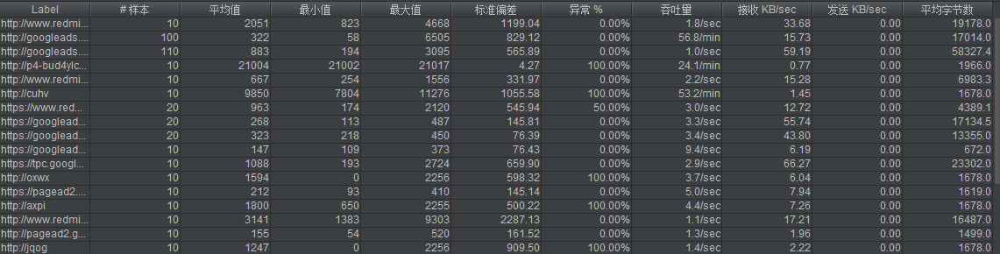 Label # 样本 平均值 最小值 最大值 标准偏差 异常 % 吞吐量 接收 KB/sec 发送 KB/sec 平均字节数
http://www.redmi... 10 2051 823 4668 1199.04 0.00% 1.8/sec 33.68 0.00 19178.0
http://googleads.... 100 322 58 6505 829.12 0.00% 56.8/min 15.73 0.00 17014.0
http://googleads.... 110 883 194 3095 565.89 0.00% 1.0/sec 59.19 0.00 58327.4
http://p4-bud4ylc... 10 21004 21002 21017 4.27 100.00% 24.1/min 0.77 0.00 1966.0
http://www.redmi... 10 667 254 1556 331.97 0.00% 2.2/sec 15.28 0.00 6983.3
http://cuhv 10 9850 7804 11276 1055.58 100.00% 53.2/min 1.45 0.00 1678.0
https://www.red... 20 963 174 2120 545.94 50.00% 3.0/sec 12.72 0.00 4389.1
https://googlead... 20 268 113 487 145.81 0.00% 3.3/sec 55.74 0.00 17134.5
https://googlead... 20 323 218 450 76.39 0.00% 3.4/sec 43.80 0.00 13355.0
https://googlead... 10 147 109 373 76.43 0.00% 9.4/sec 6.19 0.00 672.0
https://tpc.googl... 10 1088 193 2724 659.90 0.00% 2.9/sec 66.27 0.00 23302.0
http://oxwx 10 1594 0 2256 598.32 100.00% 3.7/sec 6.04 0.00 1678.0
https://pagead2.... 10 212 93 410 145.14 0.00% 5.0/sec 7.94 0.00 1619.0
http://axpi 10 1800 650 2255 500.22 100.00% 4.4/sec 7.26 0.00 1678.0
http://www.redmi... 10 3141 1383 9303 2287.13 0.00% 1.1/sec 17.21 0.00 16487.0
http://pagead2.g... 10 155 54 520 161.52 0.00% 1.3/sec 1.96 0.00 1499.0
http://jqog 10 1247 0 2256 909.50 100.00% 1.4/sec 2.22 0.00 1678.0